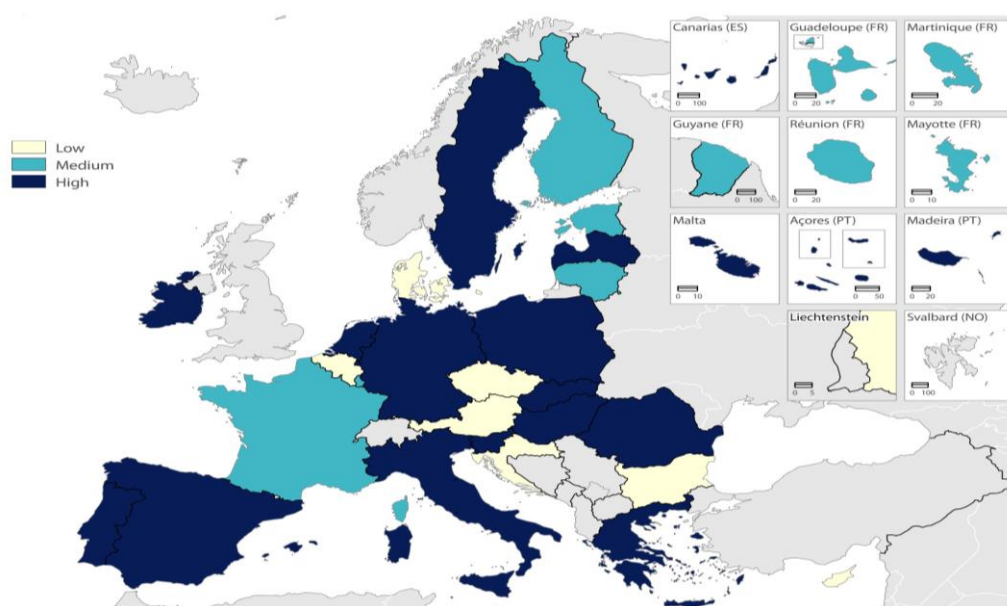 Low
Medium
High
Canarias (ES)
0 100
Guadeloupe (FR)
0 20
Martinique (FR)
0 20
Guyane (FR)
0 100
Réunion (FR)
0 20
Mayotte (FR)
0 10
Malta
0 10
Açores (PT)
0 50
Madeira (PT)
0 20
Liechtenstein
0 5
Svalbard (NO)
0 100